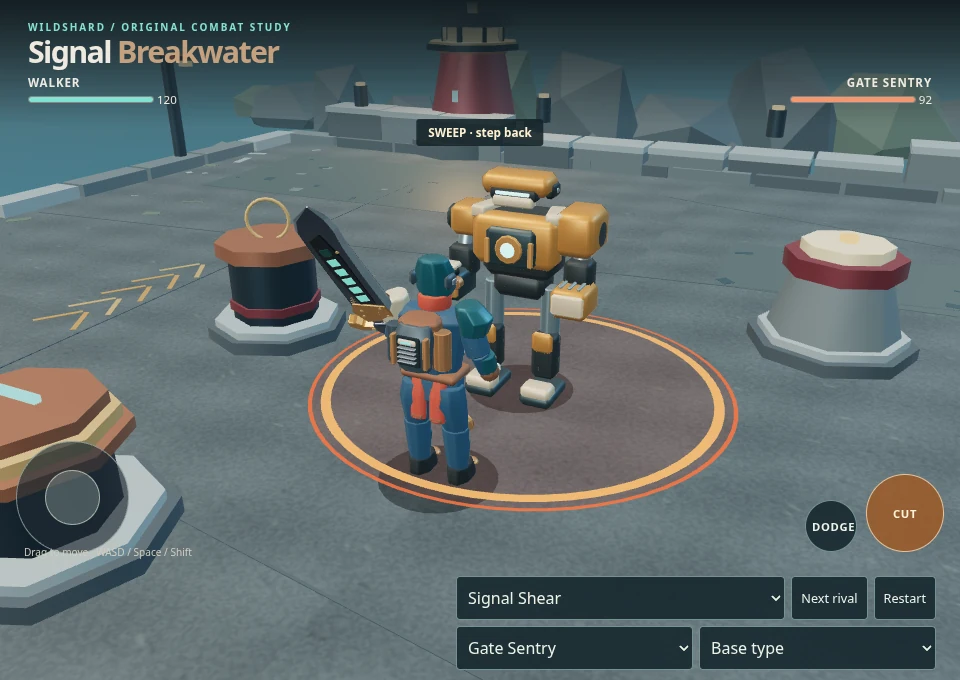 WILDSHARD / ORIGINAL COMBAT STUDY
Signal Breakwater
WALKER
120
GATE SENTRY
92
SWEEP · step back
DODGE
CUT
Drag to move · WASD / Space / Shift
Signal Shear
Next rival
Restart
Gate Sentry
Base type